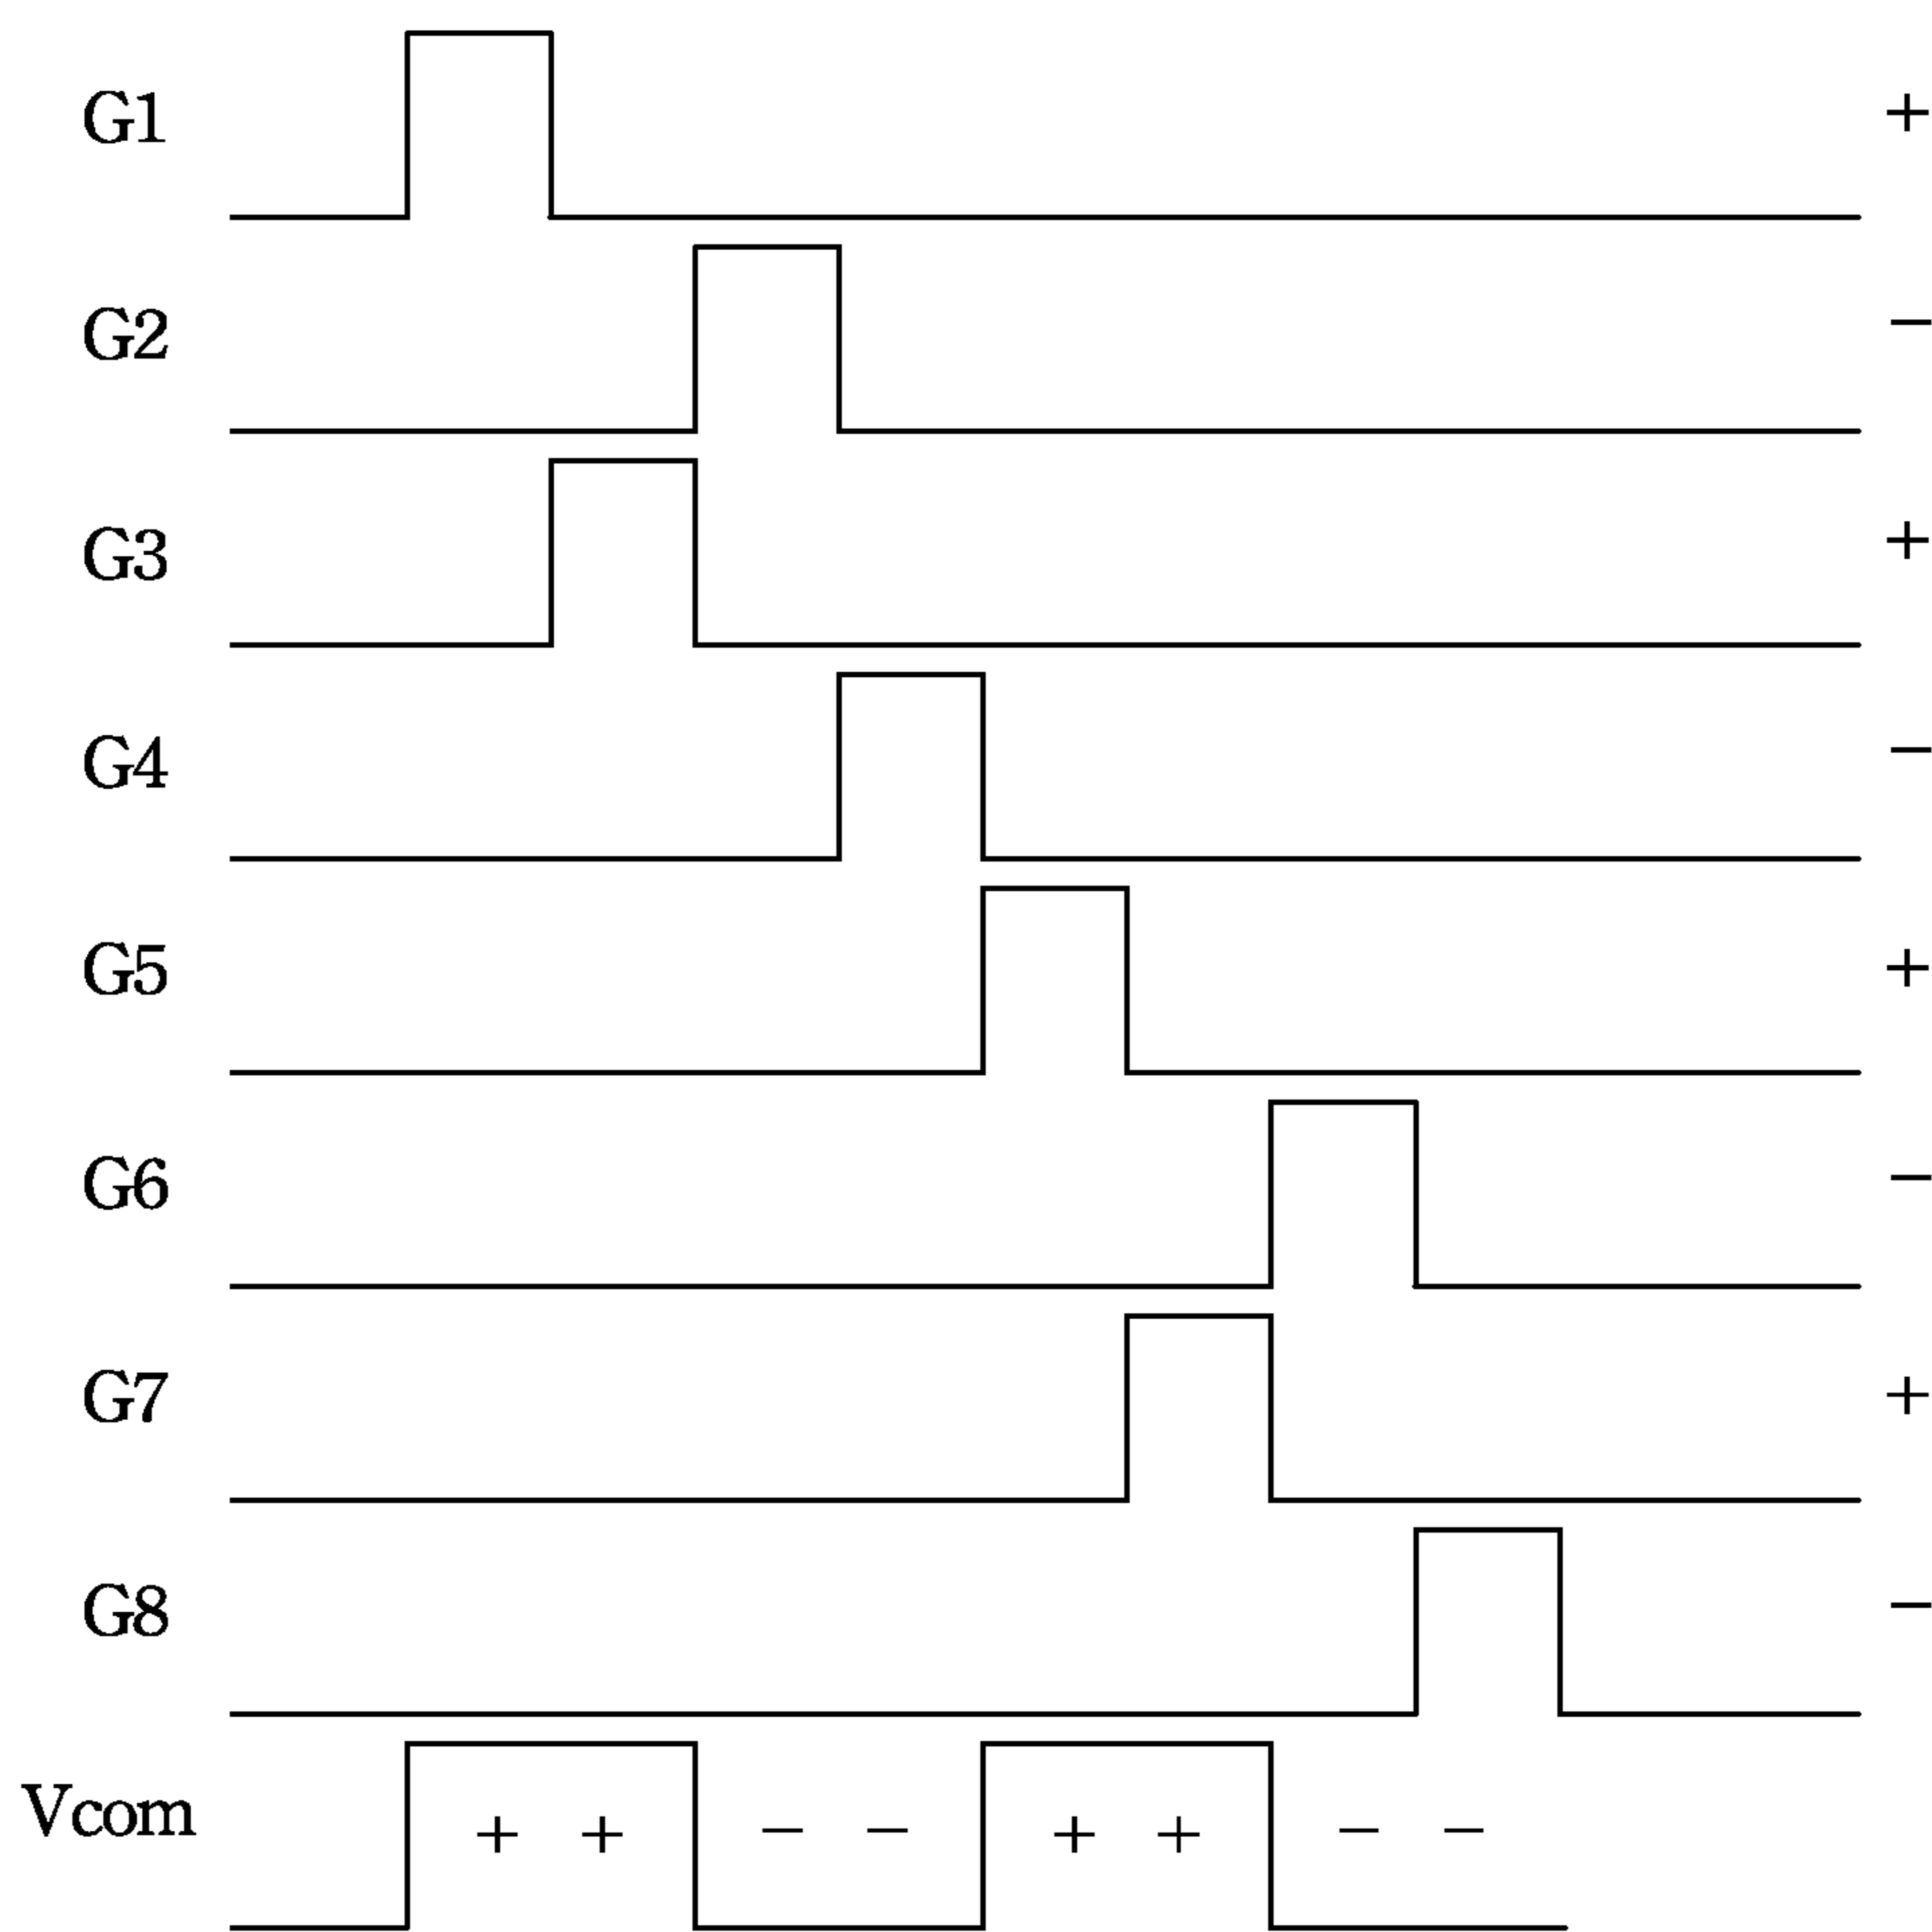 G1 +
G2 −
G3 +
G4 −
G5 +
G6 −
G7 +
G8 −
Vcom + + − − + + − −